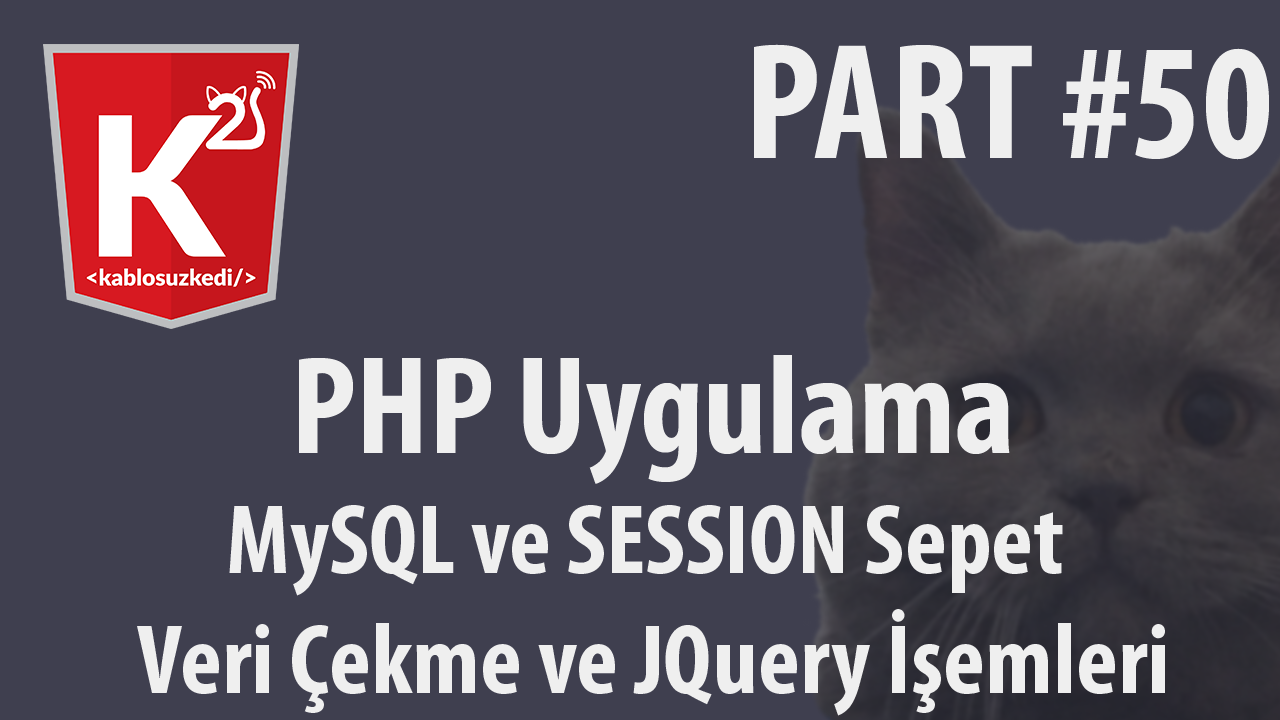 PART #50
K2
<kablosuzkedi/>
PHP Uygulama
MySQL ve SESSION Sepet
Veri Çekme ve JQuery İşemleri